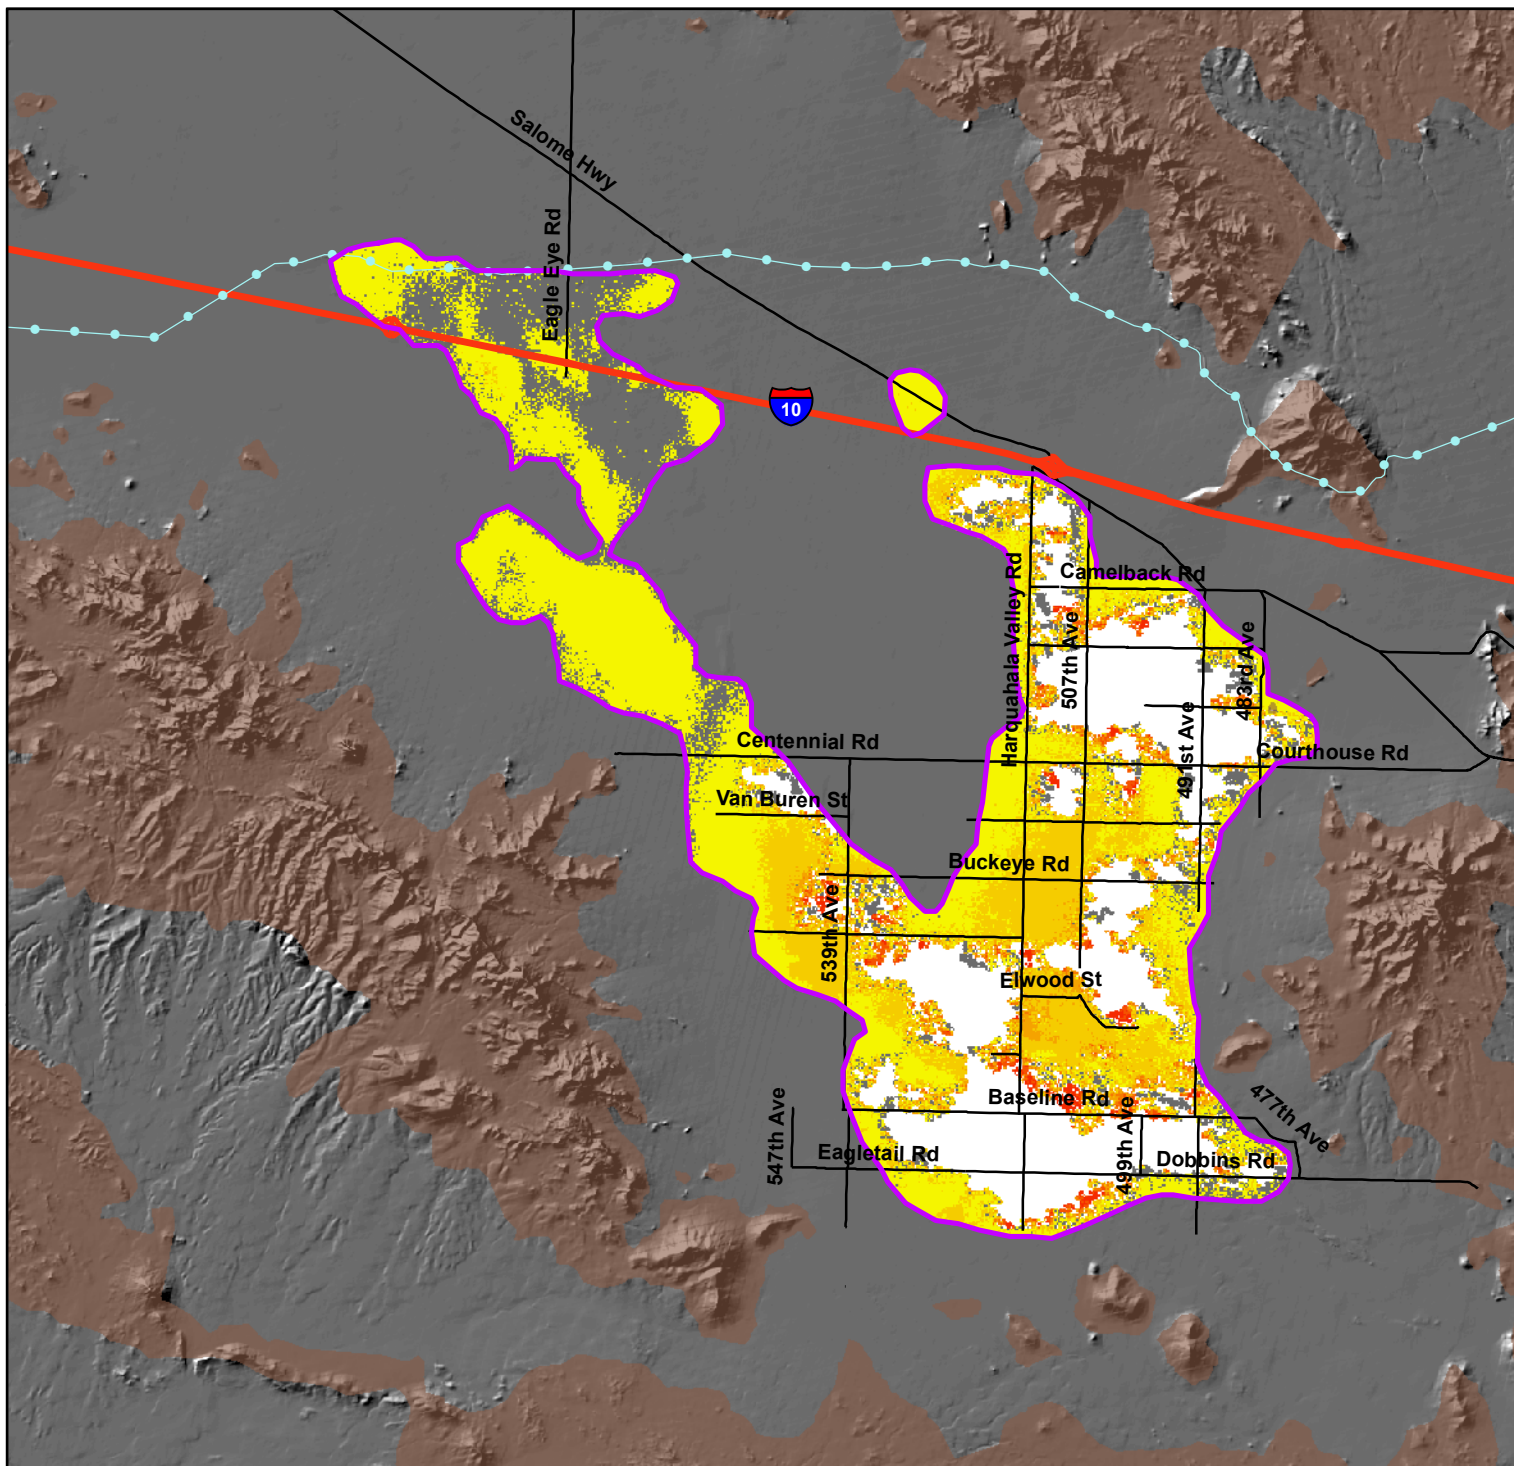 Salome Hwy
Eagle Eye Rd
10
Camelback Rd
Harquahala Valley Rd
507th Ave
483rd Ave
491st Ave
Centennial Rd
Courthouse Rd
Van Buren St
Buckeye Rd
539th Ave
Elwood St
Baseline Rd
477th Ave
547th Ave
499th Ave
Eagletail Rd
Dobbins Rd